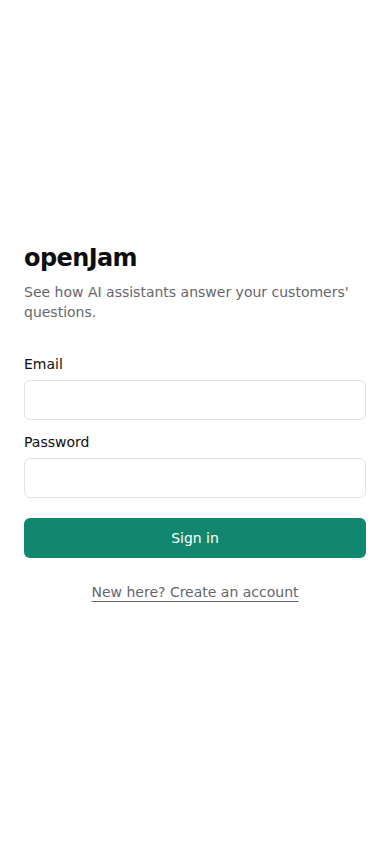 openJam
See how AI assistants answer your customers'
questions.
Email
Password
Sign in
New here? Create an account